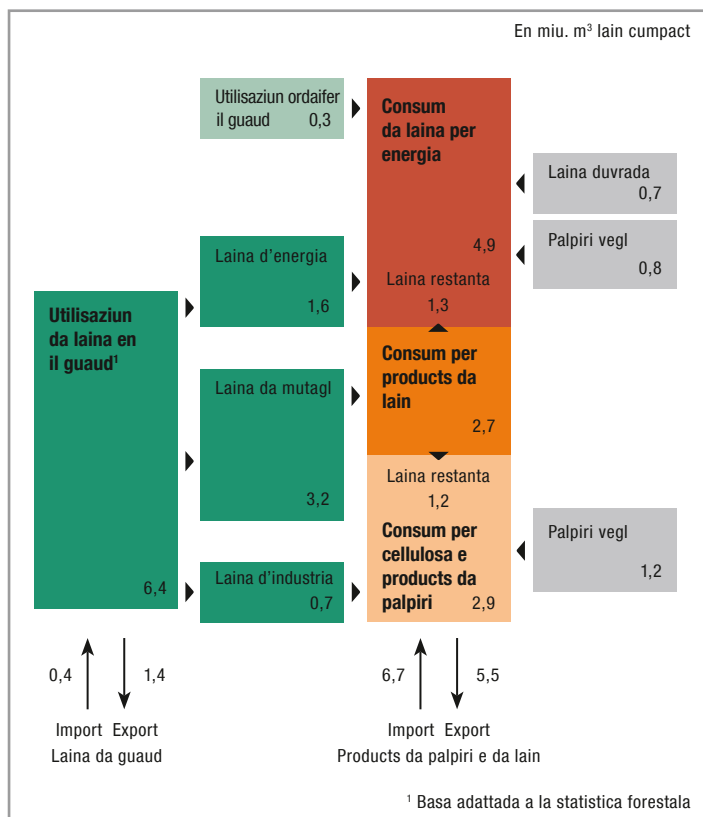 En miu. m³ lain cumpact
Utilisaziun ordaifer
il guaud 0,3
Consum
da laina per
energia
4,9
Laina restanta
1,3
Laina duvrada
0,7
Palpiri vegl
0,8
Laina d’energia
1,6
Utilisaziun
da laina en
il guaud¹
6,4
Laina da mutagl
3,2
Consum per
products da
lain
2,7
Laina restanta
1,2
Consum per
cellulosa e
products da
palpiri 2,9
Laina d’industria
0,7
Palpiri vegl
1,2
0,4 1,4
Import Export
Laina da guaud
6,7 5,5
Import Export
Products da palpiri e da lain
¹ Basa adattada a la statistica forestala